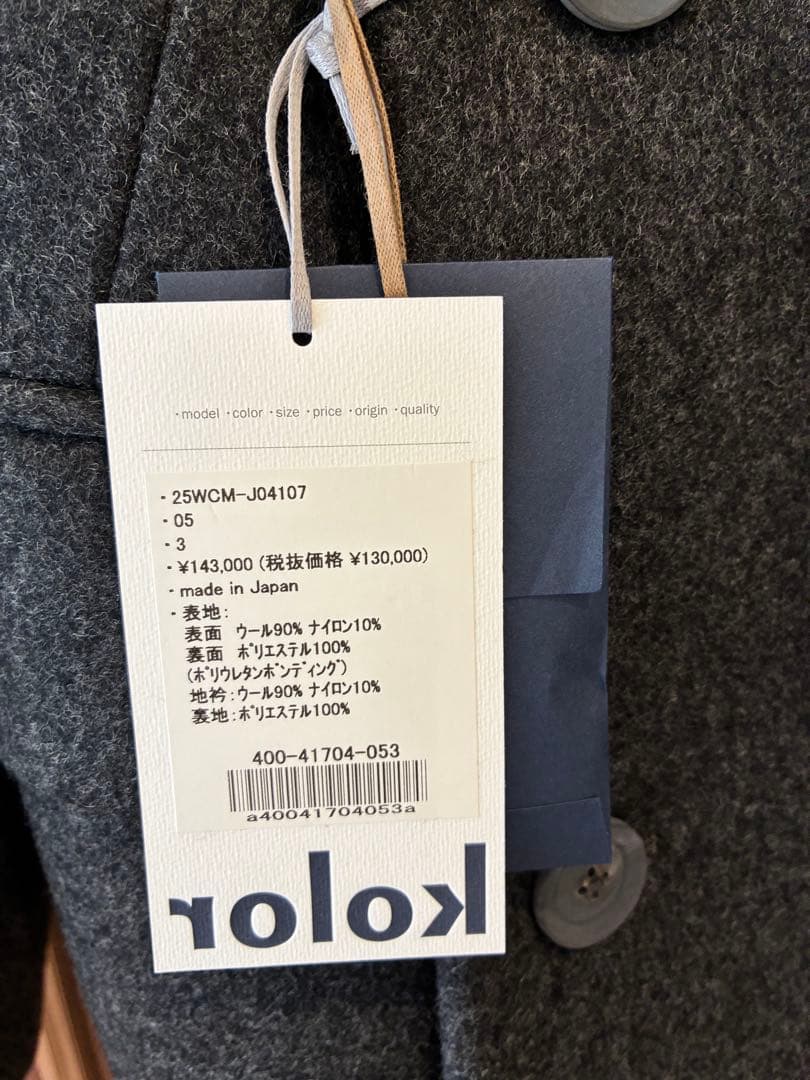 ・model ・color ・size ・price ・origin ・quality
・25WCM-J04107
・05
・3
・¥143,000 (税抜価格 ¥130,000)
・made in Japan
・表地:
表面 ウール90% ナイロン10%
裏面 ﾎﾟﾘエステル100%
(ﾎﾟﾘウレタンﾎﾞﾝﾃﾞｨﾝｸﾞ)
地衿:ウール90% ナイロン10%
裏地:ﾎﾟﾘエステル100%
400-41704-053
a40041704053a
kolor